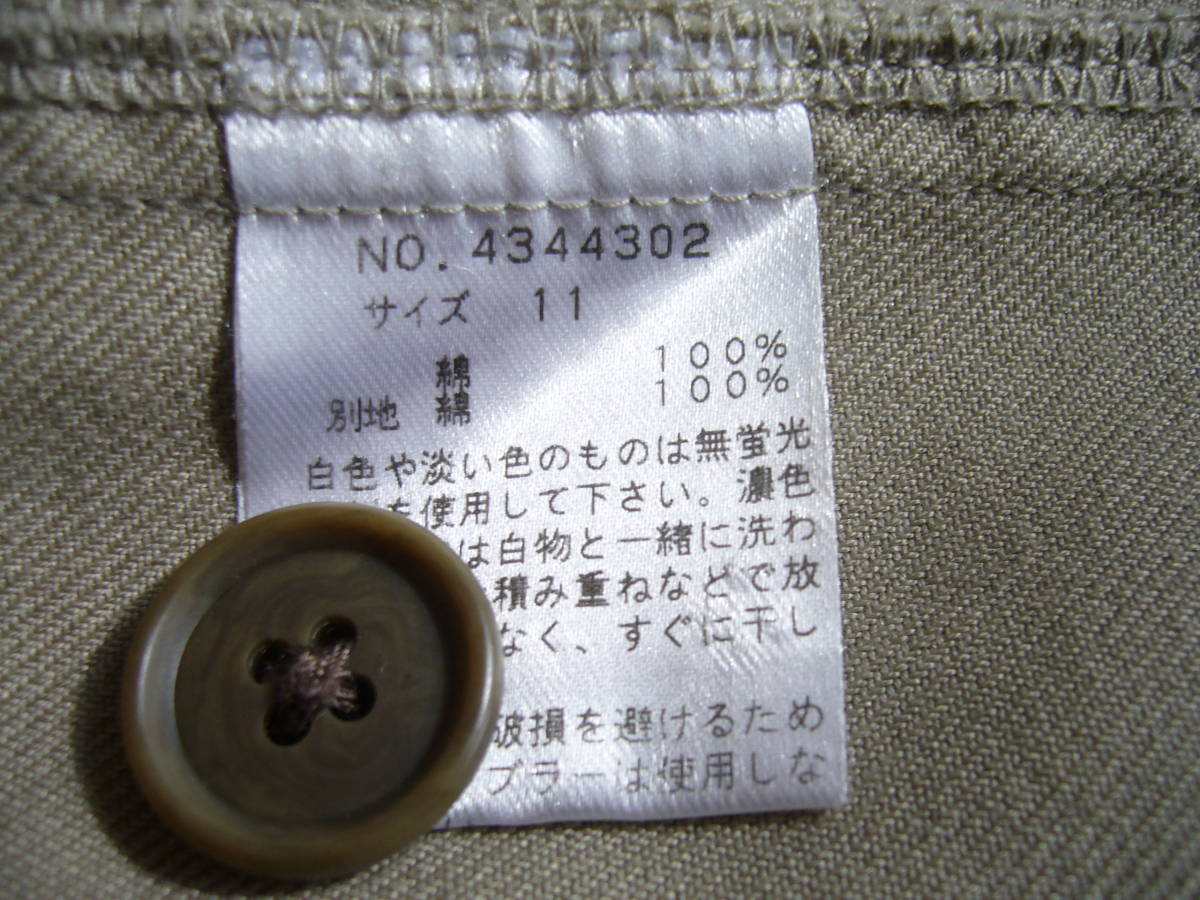 NO. 4344302
サイズ 11
綿 100%
別地 綿 100%
白色や淡い色のものは無蛍光
を使用して下さい。濃色
は白物と一緒に洗わ
積み重ねなどで放
なく、すぐに干し
破損を避けるため
ブラーは使用しな